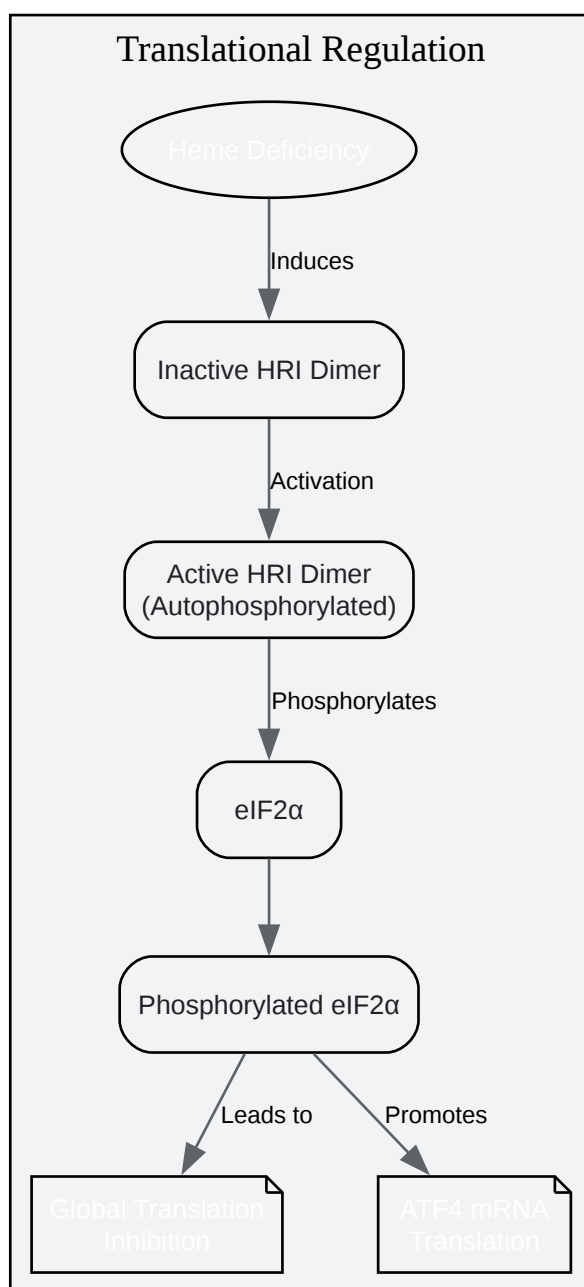 Translational Regulation
Heme Deficiency
Induces
Inactive HRI Dimer
Activation
Active HRI Dimer
(Autophosphorylated)
Phosphorylates
eIF2α
Phosphorylated eIF2α
Leads to
Promotes
Global Translation
Inhibition
ATF4 mRNA
Translation